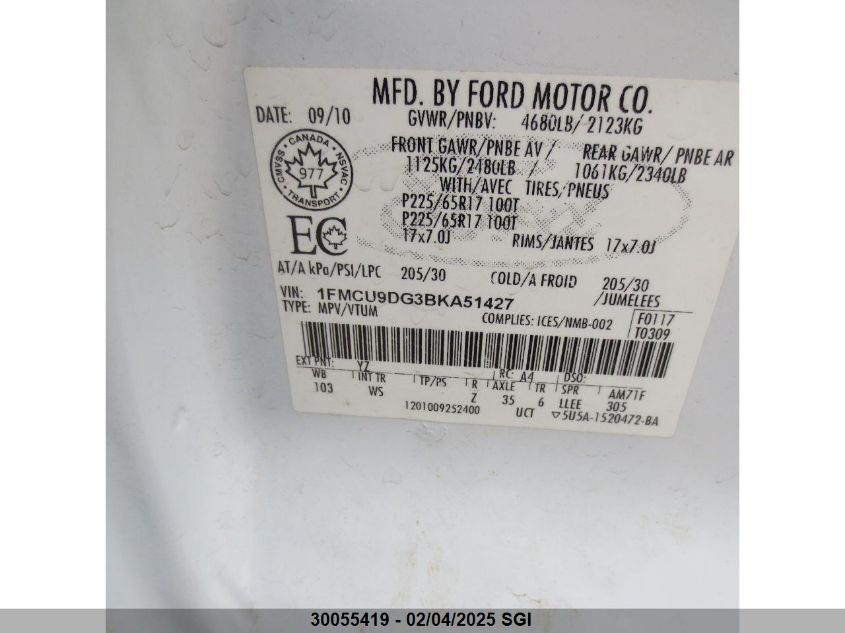 MFD. BY FORD MOTOR CO.
DATE: 09/10 GVWR/PNBV: 4680LB/ 2123KG
FRONT GAWR/PNBE AV / REAR GAWR/ PNBE AR
1125KG/2480LB / 1061KG/2340LB
WITH/AVEC TIRES/PNEUS
P225/65R17 100T
P225/65R17 100T
17x7.0J RIMS/JANTES 17x7.0J
CANADA
CMVSS NSVAC
977
TRANSPORT
EC
AT/A kPa/PSI/LPC 205/30 COLD/A FROID 205/30
/JUMELEES
VIN: 1FMCU9DG3BKA51427
TYPE: MPV/VTUM COMPLIES: ICES/NMB-002 F0117
T0309
EXT PNT: YZ RC: A4 DSO:
WB INT TR TP/PS R AXLE TR SPR AM71F
103 WS Z 35 6 LLEE 305
1201009252400 UCT 5U5A-1520472-BA
30055419 - 02/04/2025 SGI